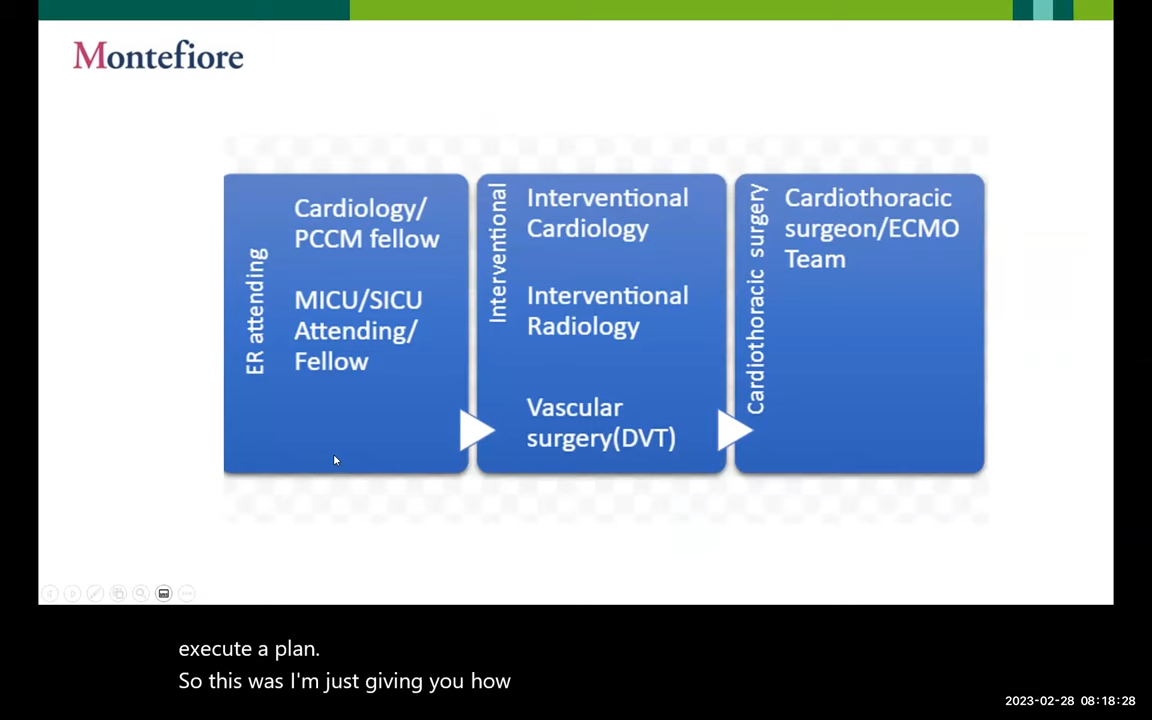 Montefiore
ER attending
Cardiology/
PCCM fellow
MICU/SICU
Attending/
Fellow
Interventional
Interventional
Cardiology
Interventional
Radiology
Vascular
surgery(DVT)
Cardiothoracic surgery
Cardiothoracic
surgeon/ECMO
Team
execute a plan.
So this was I'm just giving you how
2023-02-28 08:18:28